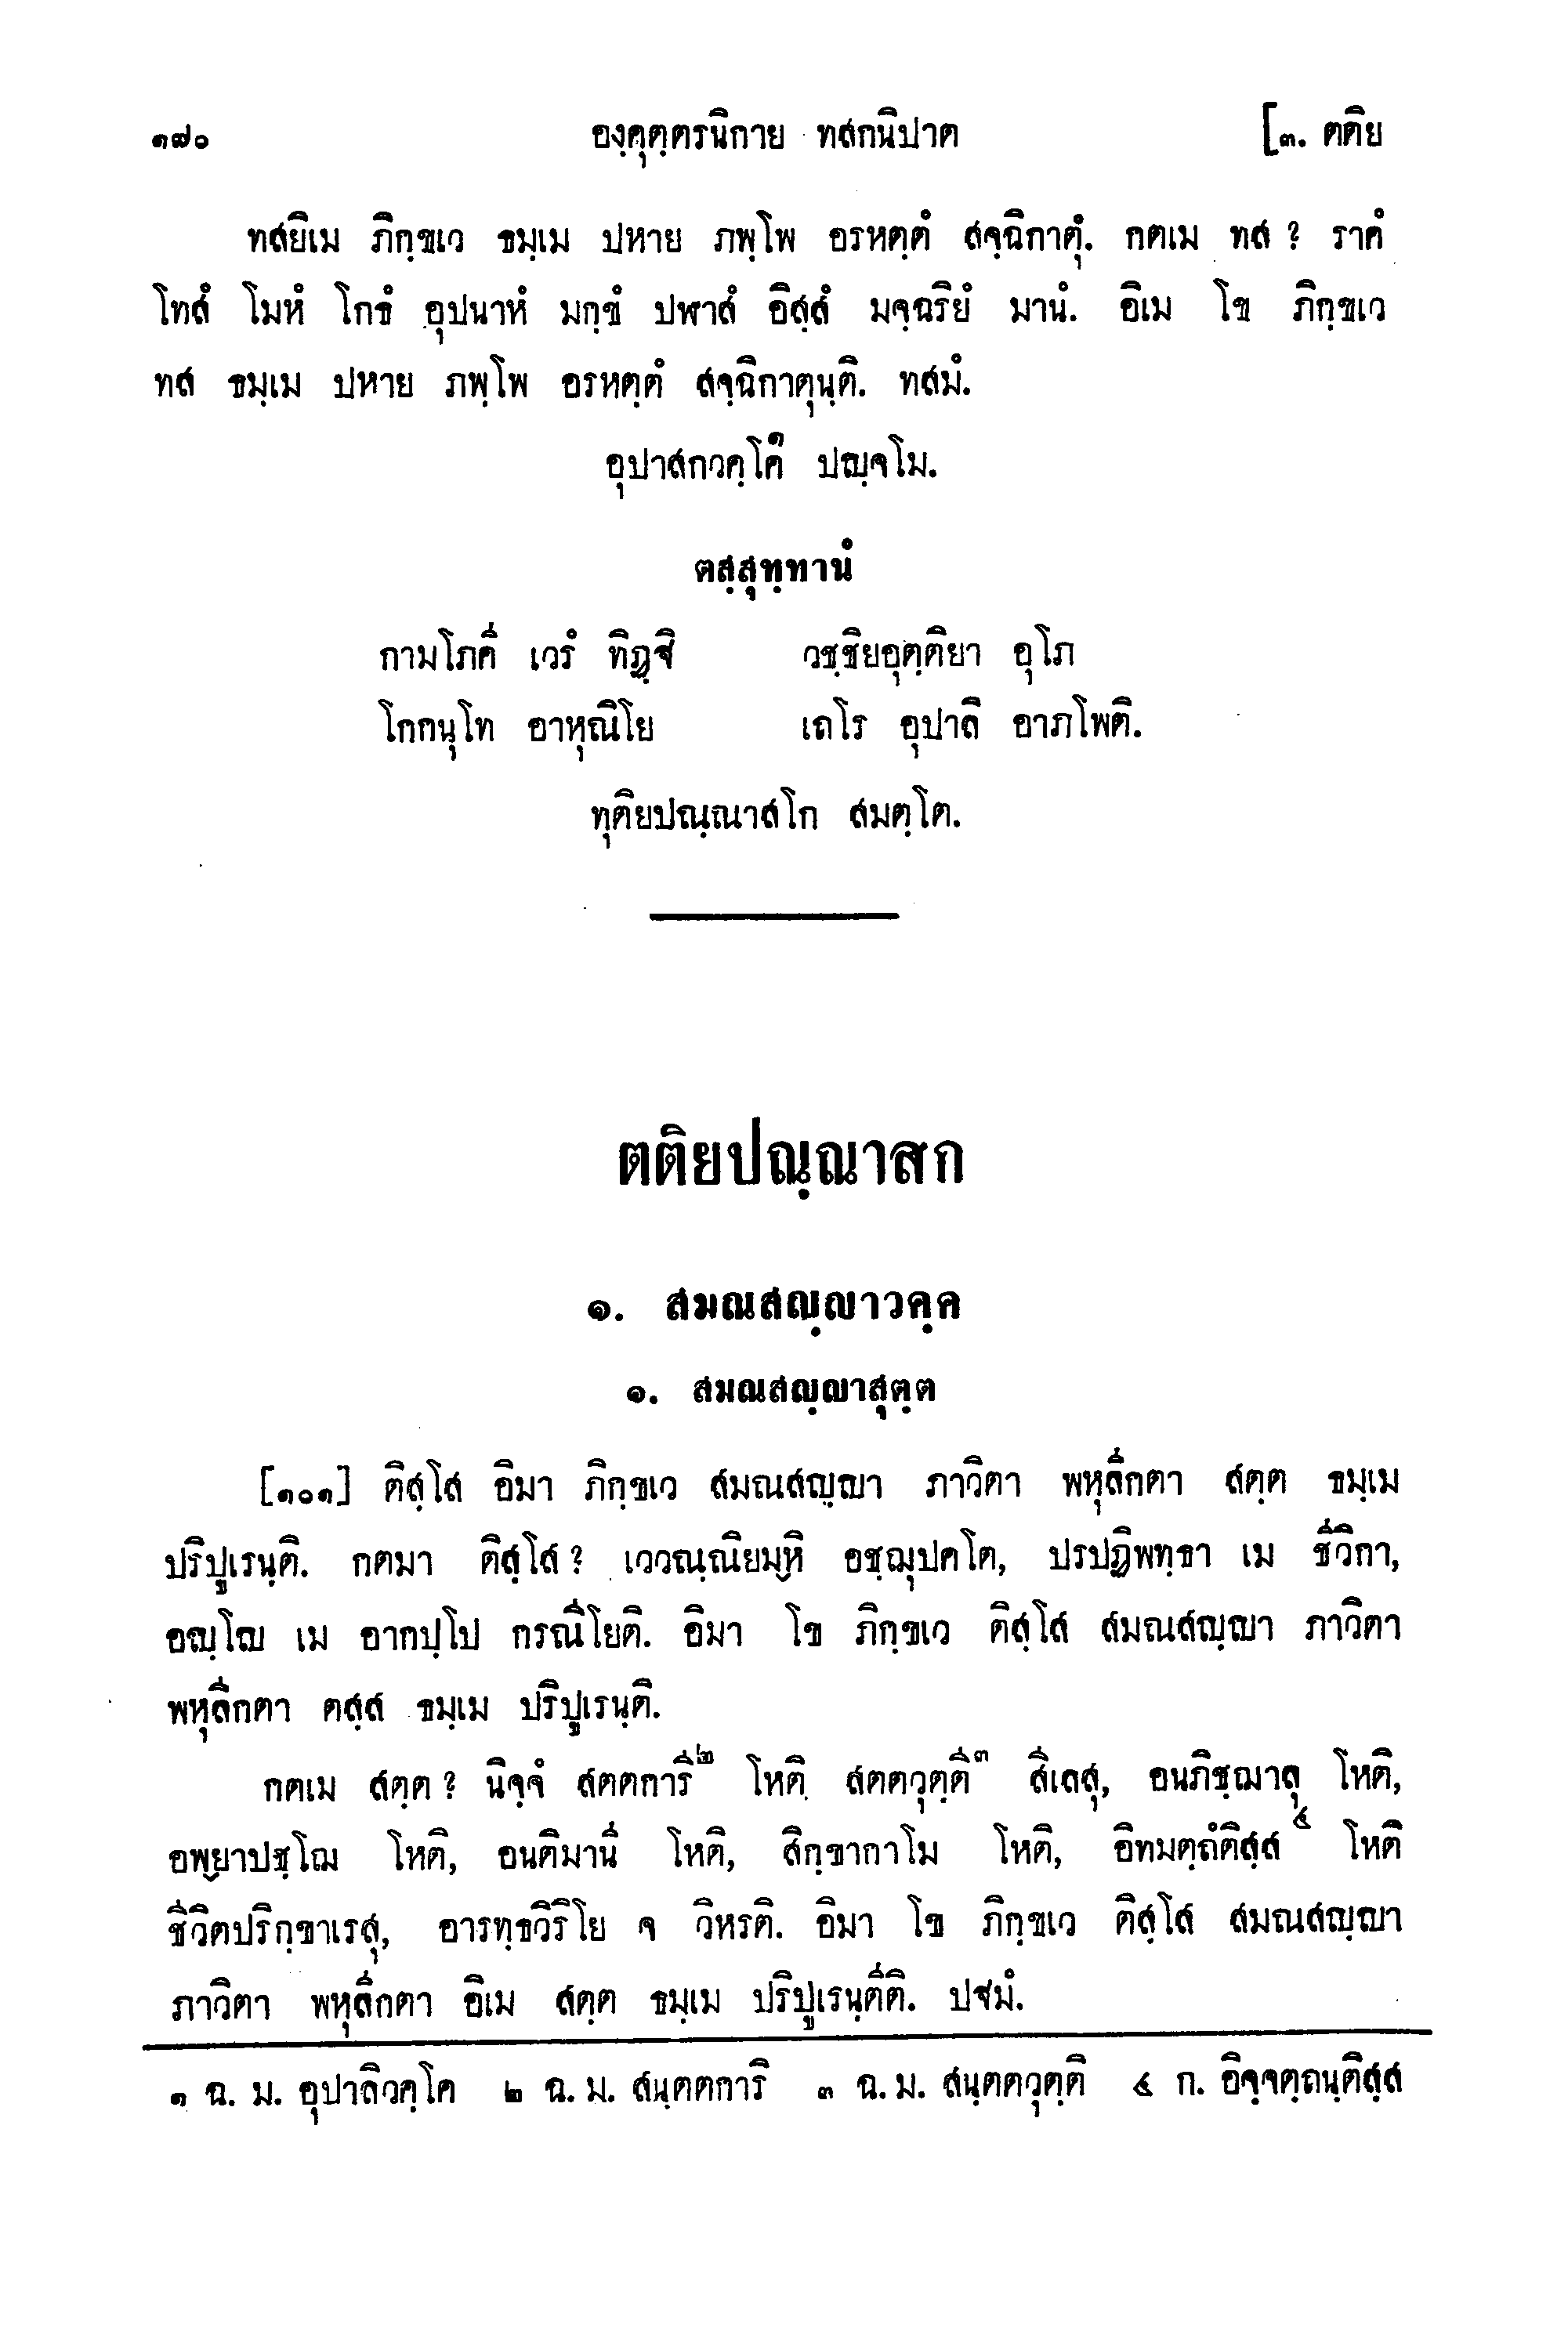 ๑๘๐ องฺคุตฺตรนิกาย ทสกนิปาต [๓. ตติย
ทสยิเม ภิกฺขเว ธมฺเม ปหาย ภพฺโพ อรหตฺตํ สจฺฉิกาตุํ. กตเม ทส ? ราคํ
โทสํ โมหํ โกธํ อุปนาหํ มกฺขํ ปฬาสํ อิสฺสํ มจฺฉริยํ มานํ. อิเม โข ภิกฺขเว
ทส ธมฺเม ปหาย ภพฺโพ อรหตฺตํ สจฺฉิกาตุนฺติ. ทสมํ.
อุปาสกวคฺโค๑ ปญฺจโม.
ตสฺสุทฺทานํ
กามโภคี เวรํ ทิฏฺฐิ วชฺชิยอุตฺติยา อุโภ
โกกนุโท อาหุณิโย เถโร อุปาลิ อาภโพติ.
ทุติยปณฺณาสโก สมตฺโต.
ตติยปณฺณาสก
๑. สมณสญฺญาวคฺค
๑. สมณสญฺญาสุตฺต
[๑๐๑] ติสฺโส อิมา ภิกฺขเว สมณสญฺญา ภาวิตา พหุลีกตา สตฺต ธมฺเม
ปริปูเรนฺติ. กตมา ติสฺโส ? เววณฺณิยมฺหิ อชฺฌุปคโต, ปรปฏิพทฺธา เม ชีวิกา,
อญฺโญ เม อากปฺโป กรณีโยติ. อิมา โข ภิกฺขเว ติสฺโส สมณสญฺญา ภาวิตา
พหุลีกตา ตสฺส ธมฺเม ปริปูเรนฺติ.
กตเม สตฺต ? นิจฺจํ สตตการี๒ โหติ สตตวุตฺตี๓ สีเลสุ, อนภิชฺฌาลุ โหติ,
อพฺยาปชฺโฌ โหติ, อนติมานี โหติ, สิกฺขากาโม โหติ, อิทมตฺถํติสฺส๔ โหติ
ชีวิตปริกฺขาเรสุ, อารทฺธวิริโย จ วิหรติ. อิมา โข ภิกฺขเว ติสฺโส สมณสญฺญา
ภาวิตา พหุลีกตา อิเม สตฺต ธมฺเม ปริปูเรนฺตีติ. ปฐมํ.
๑ ฉ. ม. อุปาลิวคฺโค ๒ ฉ. ม. สนฺตตการี ๓ ฉ. ม. สนฺตตวุตฺติ ๔ ก. อิจฺจตฺถนฺติสฺส